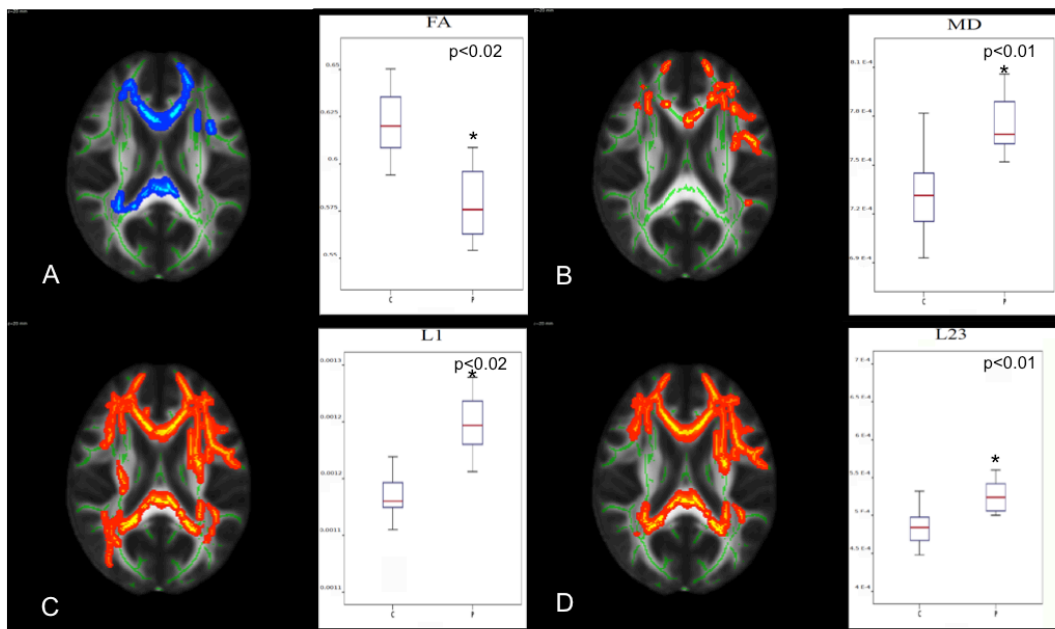 z=20 mm
FA
p<0.02
*
0.65
0.625
0.6
0.575
0.55
C
P
A
MD
p<0.01
*
8.1 E-4
7.8 E-4
7.5 E-4
7.2 E-4
6.9 E-4
C
P
B
L1
p<0.02
*
0.0013
0.0012
0.0012
0.0011
0.0011
C
P
C
L23
p<0.01
*
7 E-4
6.5 E-4
6 E-4
5.5 E-4
5 E-4
4.5 E-4
4 E-4
C
P
D